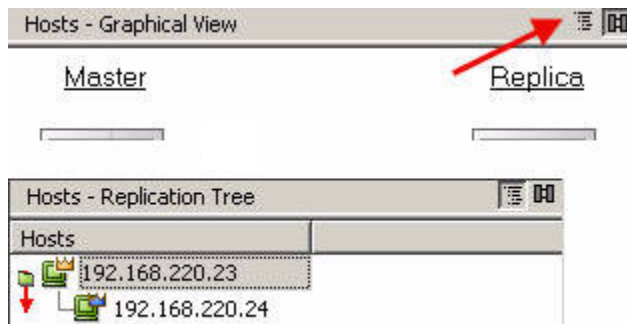 Hosts - Graphical View
Master Replica
Hosts - Replication Tree
Hosts
192.168.220.23
192.168.220.24